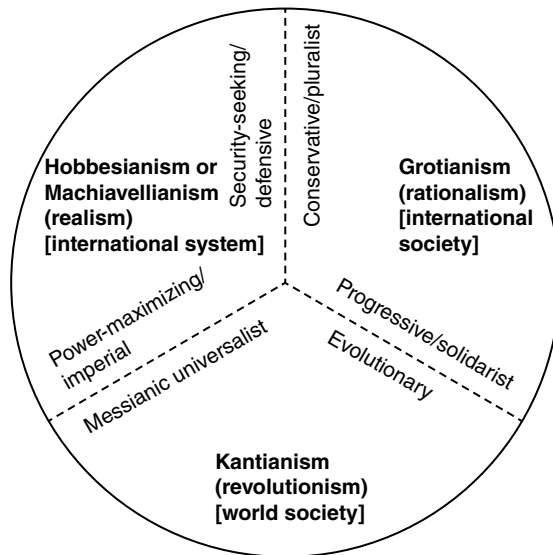 Security-seeking/
defensive
Conservative/pluralist
Hobbesianism or
Machiavellianism
(realism)
[international system]
Grotianism
(rationalism)
[international
society]
Power-maximizing/
imperial
Messianic universalist
Progressive/solidarist
Evolutionary
Kantianism
(revolutionism)
[world society]